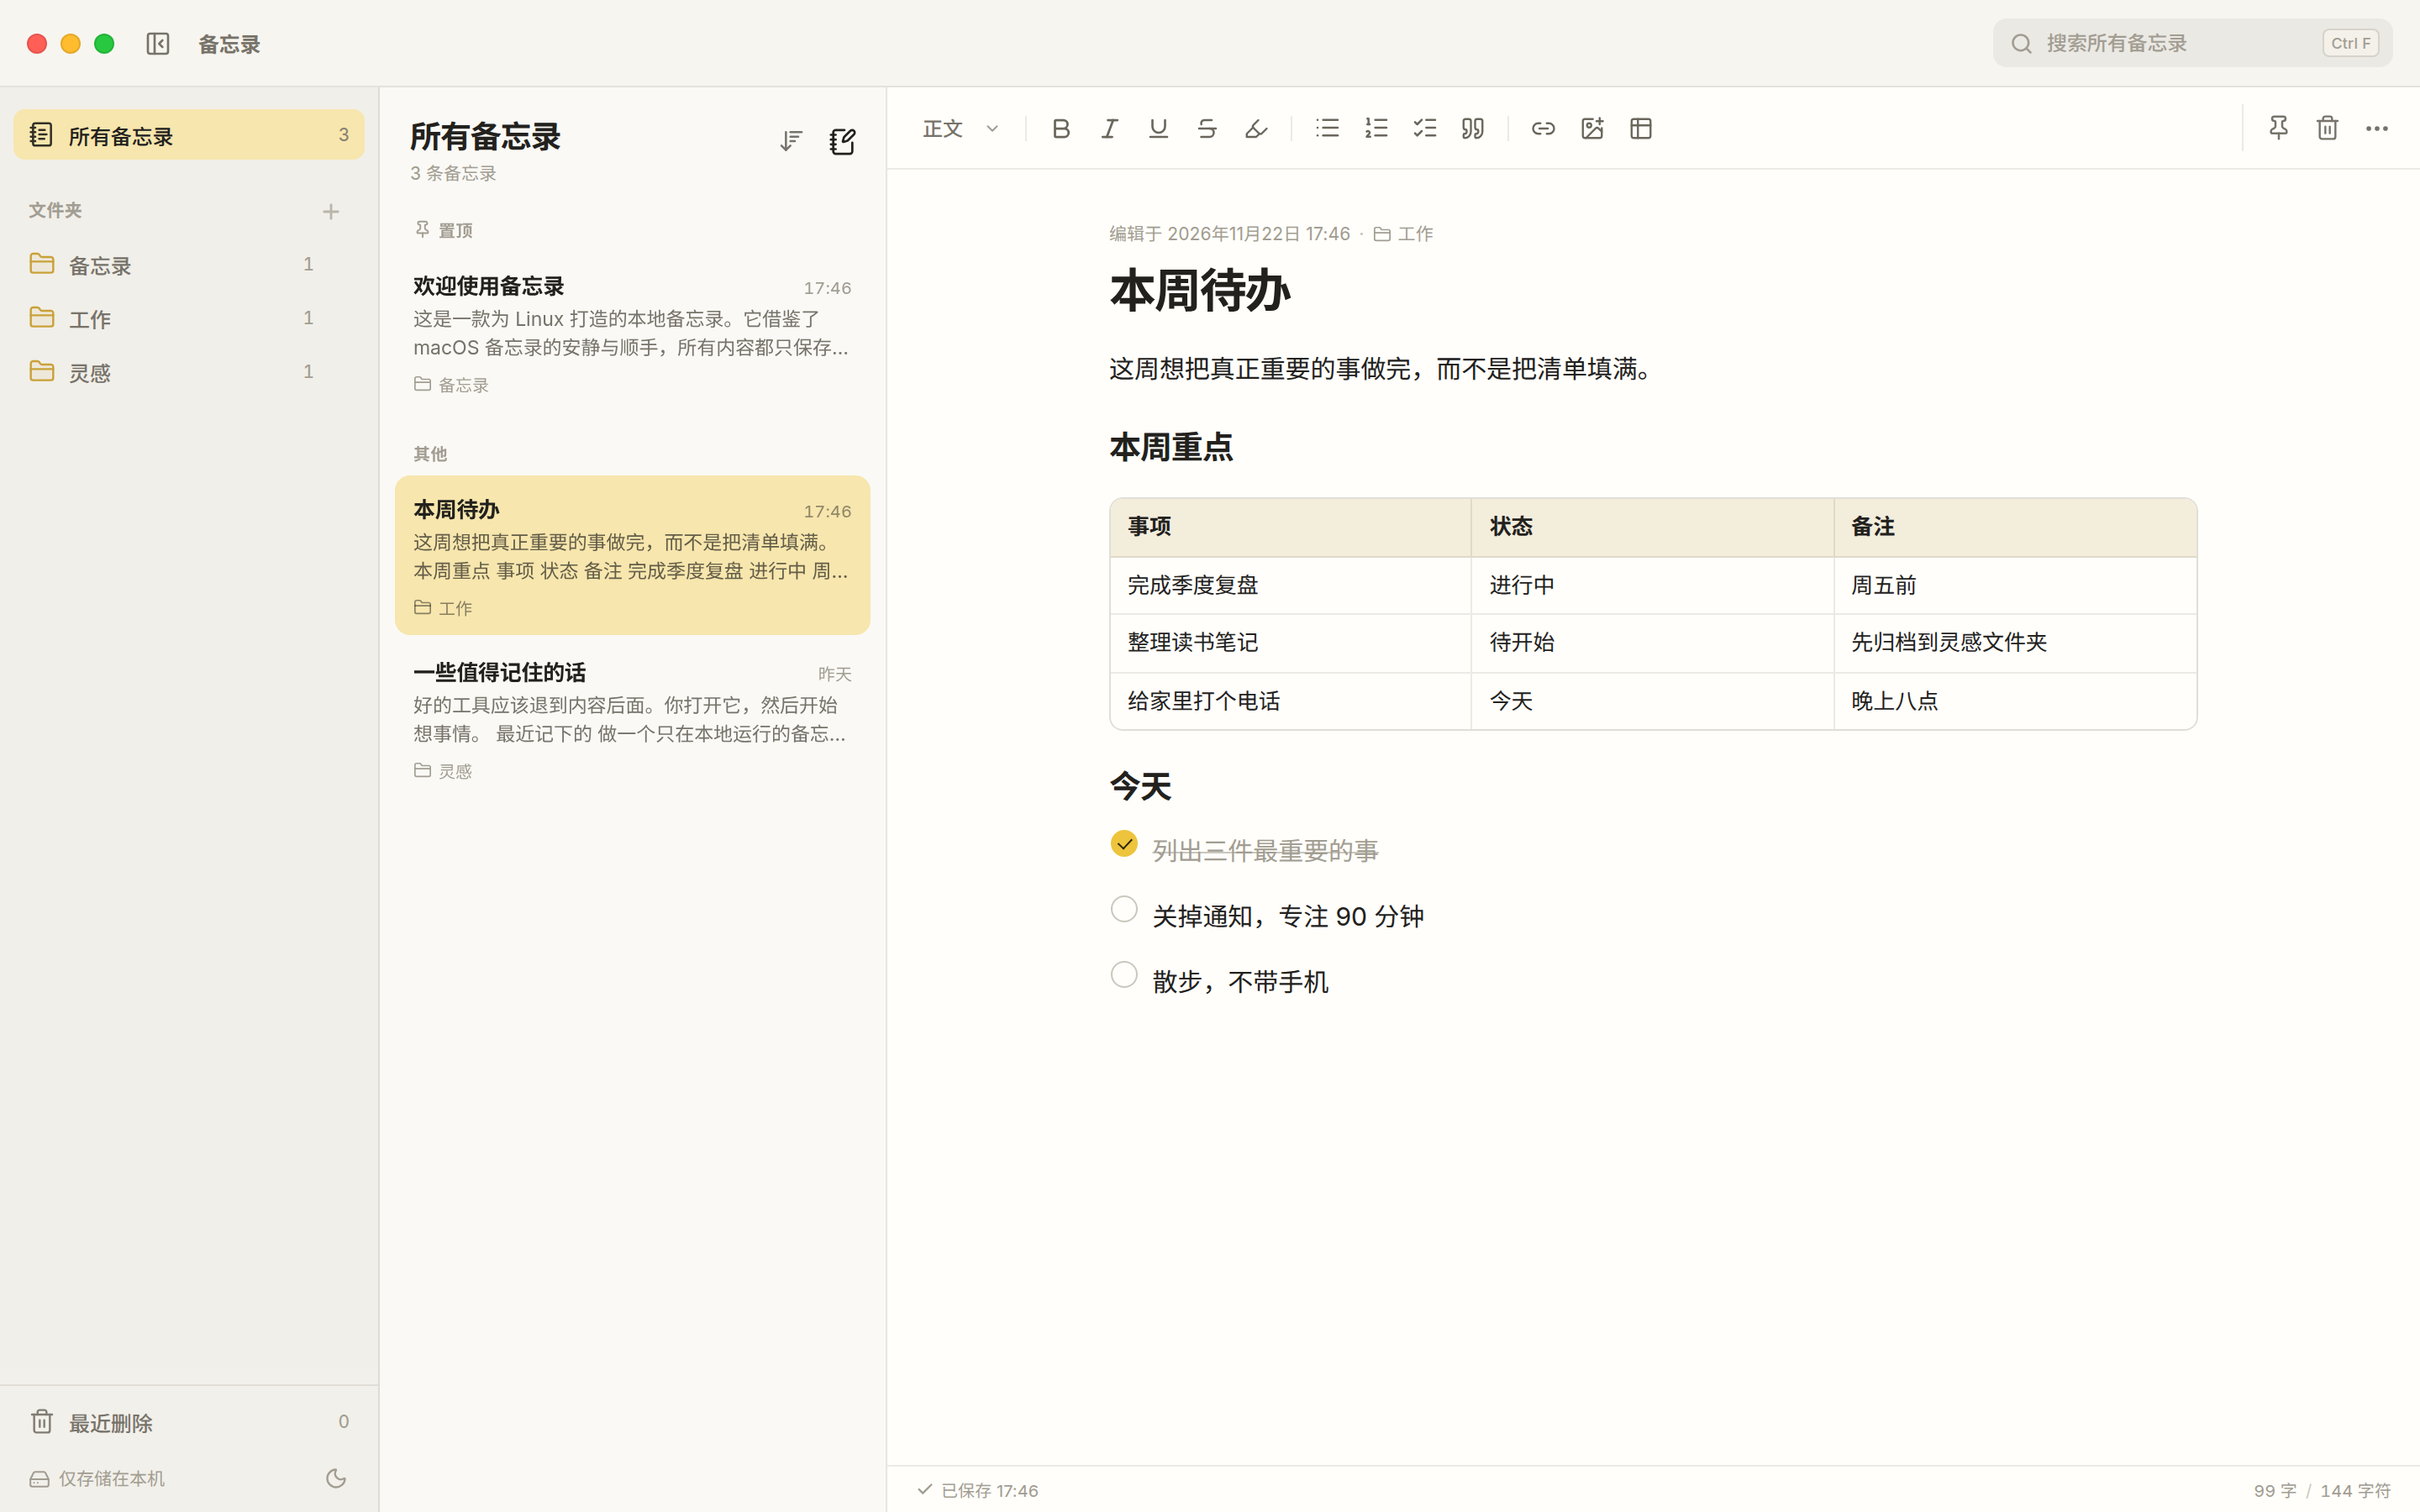 备忘录
搜索所有备忘录
Ctrl F
所有备忘录 3
文件夹
备忘录 1
工作 1
灵感 1
最近删除 0
仅存储在本机
所有备忘录
3 条备忘录
置顶
欢迎使用备忘录 17:46
这是一款为 Linux 打造的本地备忘录。它借鉴了
macOS 备忘录的安静与顺手，所有内容都只保存...
备忘录
其他
本周待办 17:46
这周想把真正重要的事做完，而不是把清单填满。
本周重点 事项 状态 备注 完成季度复盘 进行中 周...
工作
一些值得记住的话 昨天
好的工具应该退到内容后面。你打开它，然后开始
想事情。 最近记下的 做一个只在本地运行的备忘...
灵感
正文
编辑于 2026年11月22日 17:46 · 工作
本周待办
这周想把真正重要的事做完，而不是把清单填满。
本周重点
事项 状态 备注
完成季度复盘 进行中 周五前
整理读书笔记 待开始 先归档到灵感文件夹
给家里打个电话 今天 晚上八点
今天
列出三件最重要的事
关掉通知，专注 90 分钟
散步，不带手机
已保存 17:46
99 字 / 144 字符